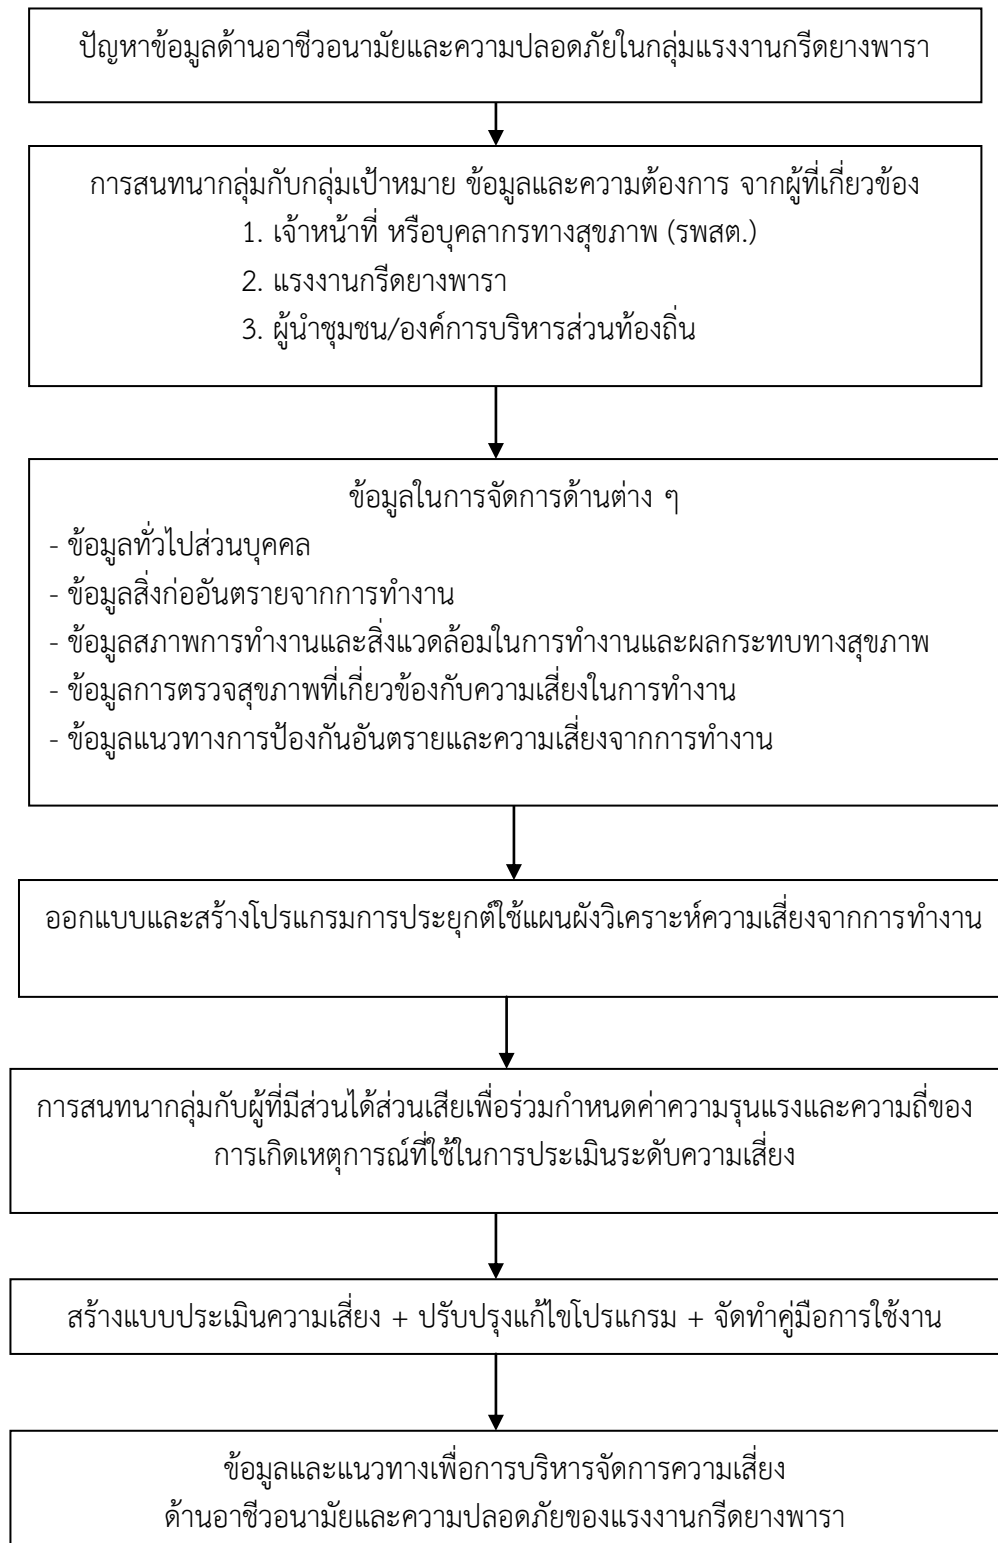 ปัญหาข้อมูลด้านอาชีวอนามัยและความปลอดภัยในกลุ่มแรงงานกรีดยางพารา
การสนทนากลุ่มกับกลุ่มเป้าหมาย ข้อมูลและความต้องการ จากผู้ที่เกี่ยวข้อง
1. เจ้าหน้าที่ หรือบุคลากรทางสุขภาพ (รพสต.)
2. แรงงานกรีดยางพารา
3. ผู้นำชุมชน/องค์การบริหารส่วนท้องถิ่น
ข้อมูลในการจัดการด้านต่าง ๆ
- ข้อมูลทั่วไปส่วนบุคคล
- ข้อมูลสิ่งก่ออันตรายจากการทำงาน
- ข้อมูลสภาพการทำงานและสิ่งแวดล้อมในการทำงานและผลกระทบทางสุขภาพ
- ข้อมูลการตรวจสุขภาพที่เกี่ยวข้องกับความเสี่ยงในการทำงาน
- ข้อมูลแนวทางการป้องกันอันตรายและความเสี่ยงจากการทำงาน
ออกแบบและสร้างโปรแกรมการประยุกต์ใช้แผนผังวิเคราะห์ความเสี่ยงจากการทำงาน
การสนทนากลุ่มกับผู้ที่มีส่วนได้ส่วนเสียเพื่อร่วมกำหนดค่าความรุนแรงและความถี่ของ
การเกิดเหตุการณ์ที่ใช้ในการประเมินระดับความเสี่ยง
สร้างแบบประเมินความเสี่ยง + ปรับปรุงแก้ไขโปรแกรม + จัดทำคู่มือการใช้งาน
ข้อมูลและแนวทางเพื่อการบริหารจัดการความเสี่ยง
ด้านอาชีวอนามัยและความปลอดภัยของแรงงานกรีดยางพารา